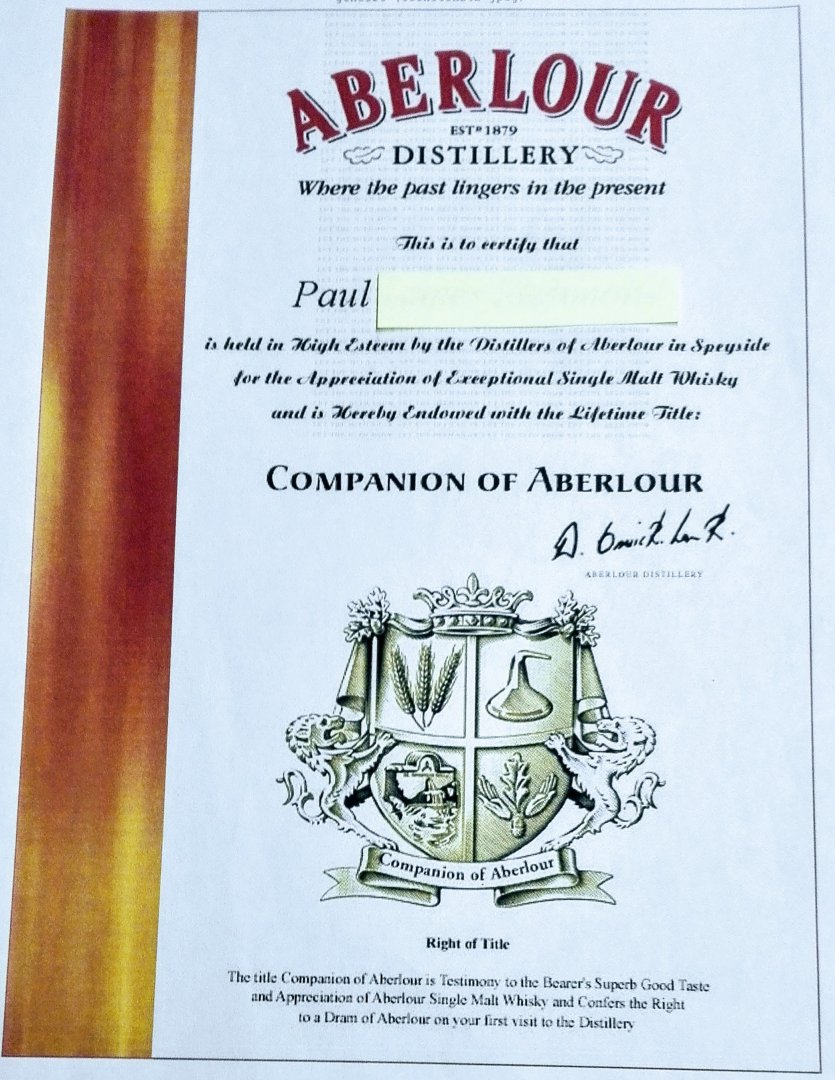 ABERLOUR
ESTD 1879
DISTILLERY
Where the past lingers in the present
This is to certify that
Paul
is held in High Esteem by the Distillers of Aberlour in Speyside
for the Appreciation of Exceptional Single Malt Whisky
and is Hereby Endowed with the Lifetime Title:
COMPANION OF ABERLOUR
ABERLOUR DISTILLERY
Companion of Aberlour
Right of Title
The title Companion of Aberlour is Testimony to the Bearer's Superb Good Taste
and Appreciation of Aberlour Single Malt Whisky and Confers the Right
to a Dram of Aberlour on your first visit to the Distillery